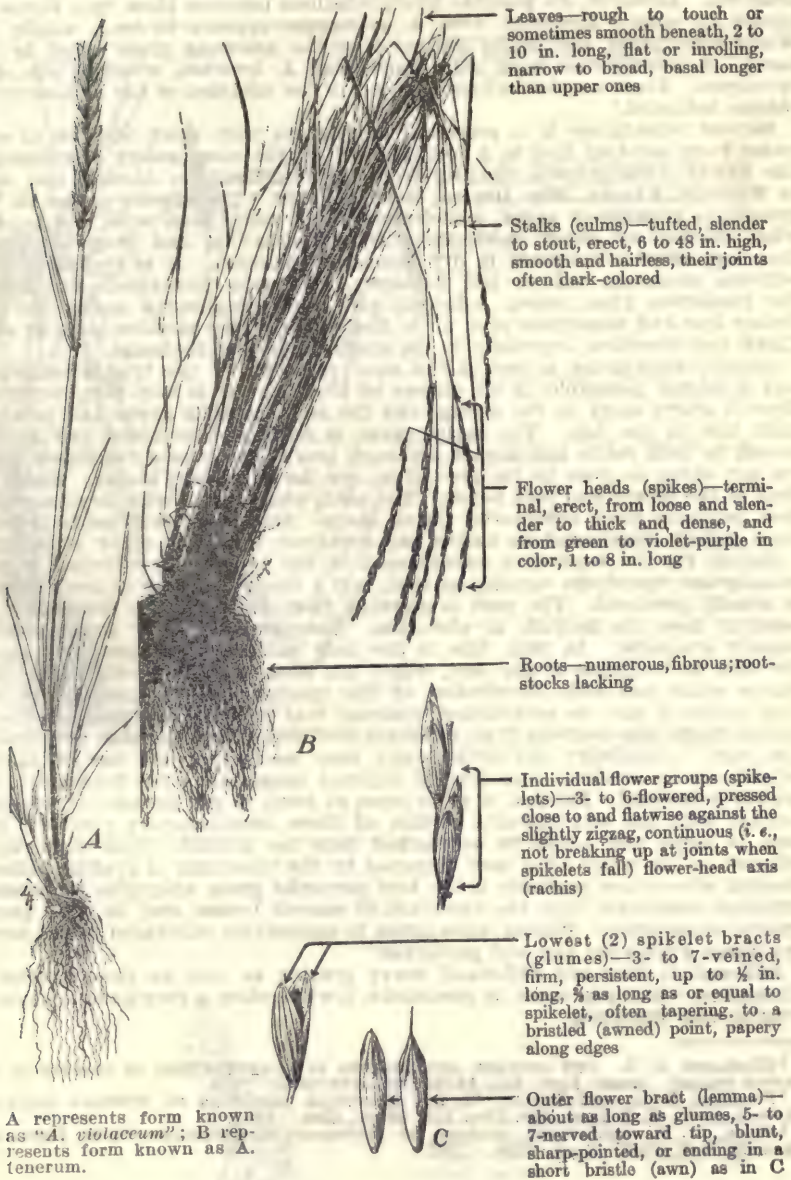 Leaves—rough to touch or
sometimes smooth beneath, 2 to
10 in. long, flat or inrolling,
narrow to broad, basal longer
than upper ones
Stalks (culms)—tufted, slender
to stout, erect, 6 to 48 in. high,
smooth and hairless, their joints
often dark-colored
Flower heads (spikes)—termi-
nal, erect, from loose and slen-
der to thick and dense, and
from green to violet-purple in
color, 1 to 8 in. long
Roots—numerous, fibrous; root-
stocks lacking
B
Individual flower groups (spike-
lets)—3- to 6-flowered, pressed
close to and flatwise against the
slightly zigzag, continuous (i. e.,
not breaking up at joints when
spikelets fall) flower-head axis
(rachis)
A
Lowest (2) spikelet bracts
(glumes)—3- to 7-veined,
firm, persistent, up to ½ in.
long, as long as or equal to
spikelet, often tapering to a
bristled (awned) point, papery
along edges
Outer flower bract (lemma)—
about as long as glumes, 5- to
7-nerved toward tip, blunt,
sharp-pointed, or ending in a
short bristle (awn) as in C
C
A represents form known
as "A. violaceum"; B rep-
resents form known as A.
tenerum.